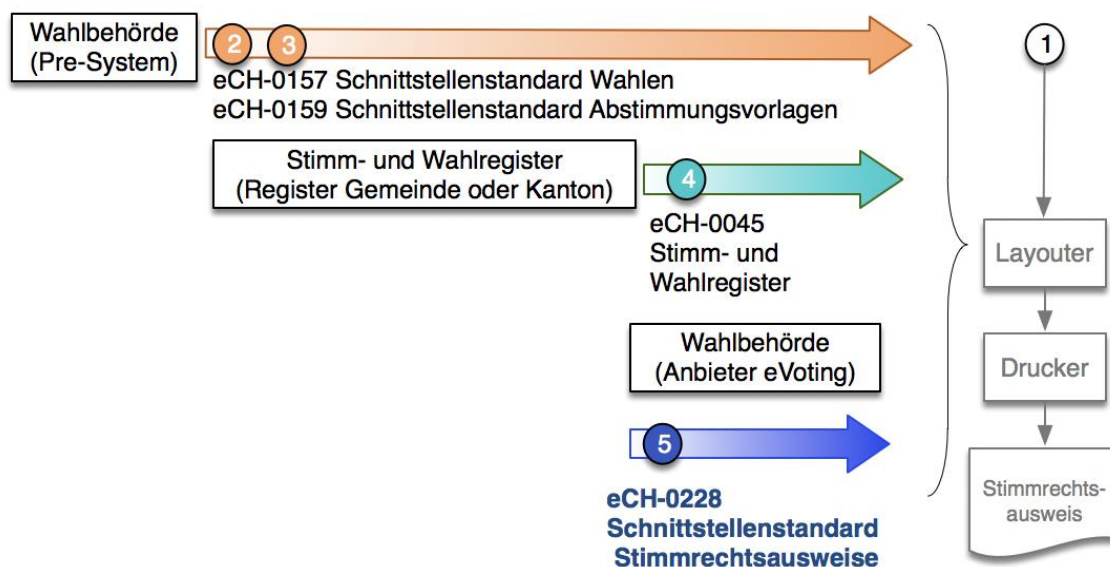 Wahlbehörde
(Pre-System)
2
3
1
eCH-0157 Schnittstellenstandard Wahlen
eCH-0159 Schnittstellenstandard Abstimmungsvorlagen
Stimm- und Wahlregister
(Register Gemeinde oder Kanton)
4
eCH-0045
Stimm- und
Wahlregister
Layouter
Wahlbehörde
(Anbieter eVoting)
Drucker
5
eCH-0228
Schnittstellenstandard
Stimmrechtsausweise
Stimmrechts-
ausweis